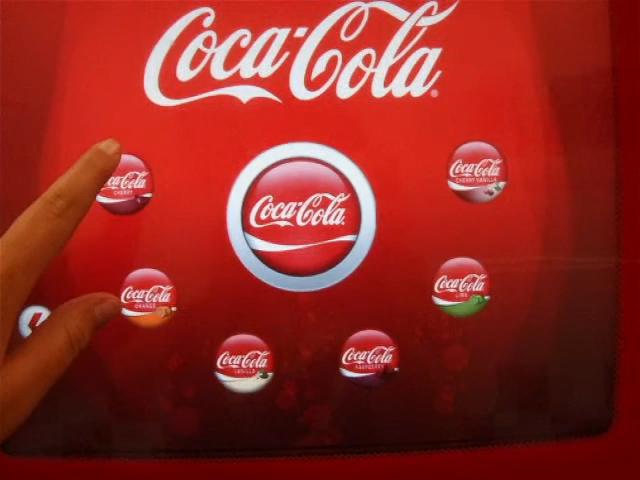 Coca-Cola
Coca-Cola
CHERRY
Coca-Cola
Coca-Cola
CHERRY VANILLA
Coca-Cola
ORANGE
Coca-Cola
LIME
Coca-Cola
VANILLA
Coca-Cola
RASPBERRY